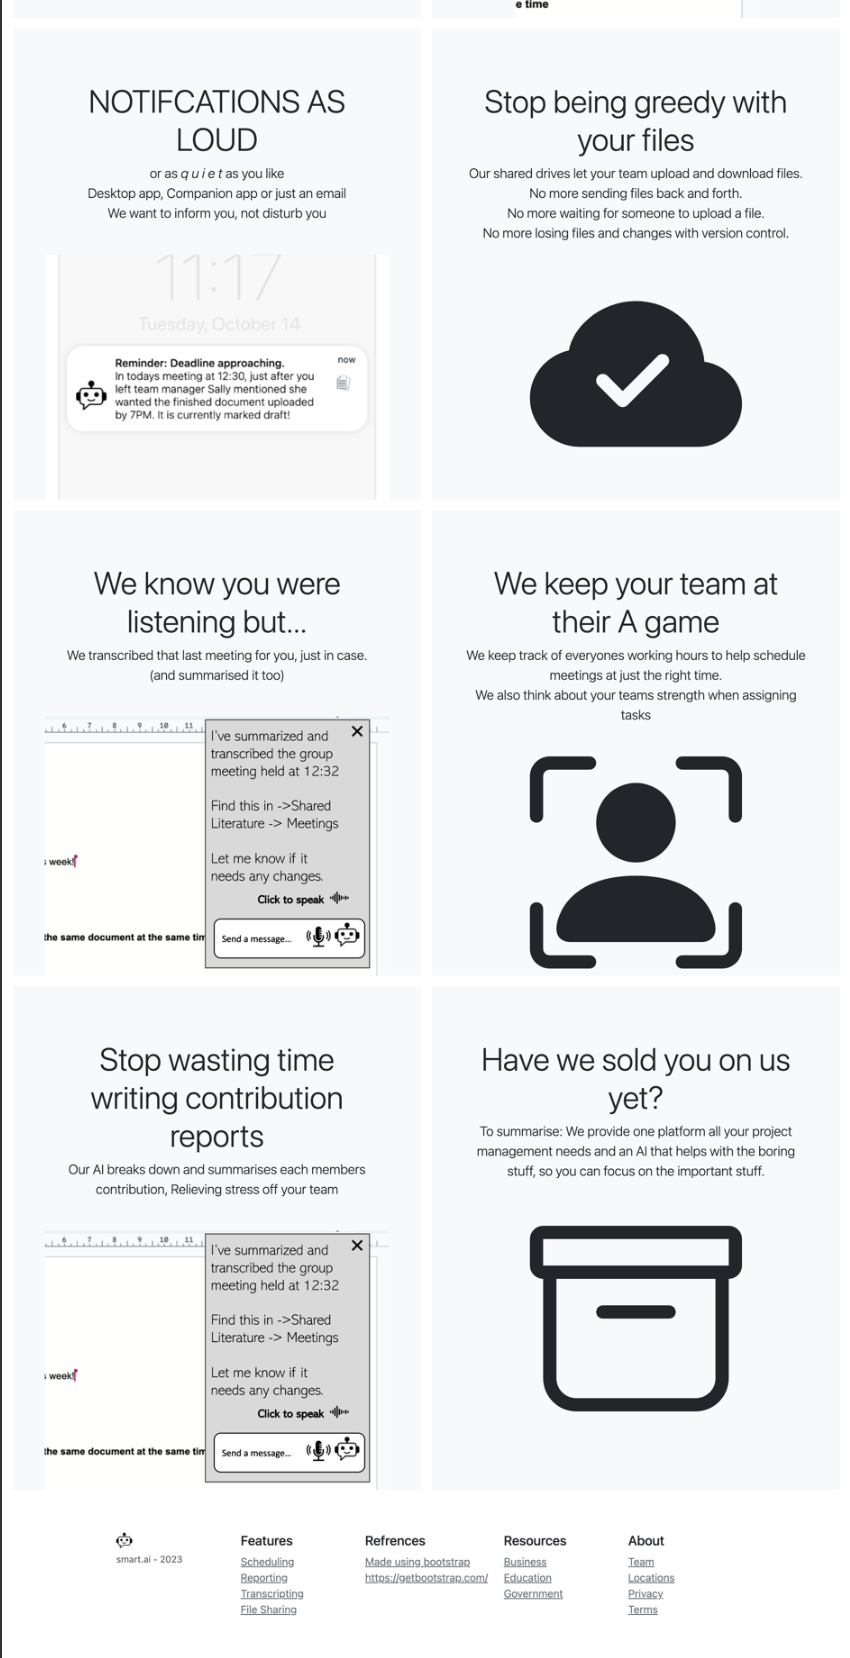 e time
NOTIFCATIONS AS
LOUD
or as q u i e t as you like
Desktop app, Companion app or just an email
We want to inform you, not disturb you
11:17
Tuesday, October 14
Reminder: Deadline approaching.
now
In todays meeting at 12:30, just after you
left team manager Sally mentioned she
wanted the finished document uploaded
by 7PM. It is currently marked draft!
Stop being greedy with
your files
Our shared drives let your team upload and download files.
No more sending files back and forth.
No more waiting for someone to upload a file.
No more losing files and changes with version control.
We know you were
listening but...
We transcribed that last meeting for you, just in case.
(and summarised it too)
6 7 8 9 10 11
I've summarized and
transcribed the group
meeting held at 12:32
Find this in ->Shared
Literature -> Meetings
Let me know if it
needs any changes.
Click to speak
Send a message...
week!
the same document at the same tim
We keep your team at
their A game
We keep track of everyones working hours to help schedule
meetings at just the right time.
We also think about your teams strength when assigning
tasks
Stop wasting time
writing contribution
reports
Our AI breaks down and summarises each members
contribution, Relieving stress off your team
6 7 8 9 10 11
I've summarized and
transcribed the group
meeting held at 12:32
Find this in ->Shared
Literature -> Meetings
Let me know if it
needs any changes.
Click to speak
Send a message...
week!
the same document at the same tim
Have we sold you on us
yet?
To summarise: We provide one platform all your project
management needs and an AI that helps with the boring
stuff, so you can focus on the important stuff.
smart.ai - 2023
Features
Scheduling
Reporting
Transcripting
File Sharing
Refrences
Made using bootstrap
https://getbootstrap.com/
Resources
Business
Education
Government
About
Team
Locations
Privacy
Terms